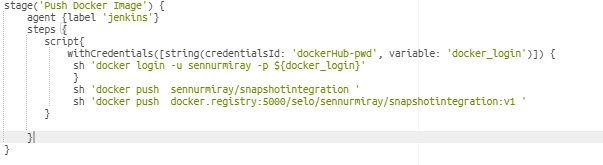 stage('Push Docker Image') {
agent {label 'jenkins'}
steps {
script{
withCredentials([string(credentialsId: 'dockerHub-pwd', variable: 'docker_login')]) {
sh 'docker login -u sennurmiray -p ${docker_login}'
}
sh 'docker push  sennurmiray/snapshotintegration '
sh 'docker push  docker.registry:5000/selo/sennurmiray/snapshotintegration:v1 '
}
}
}